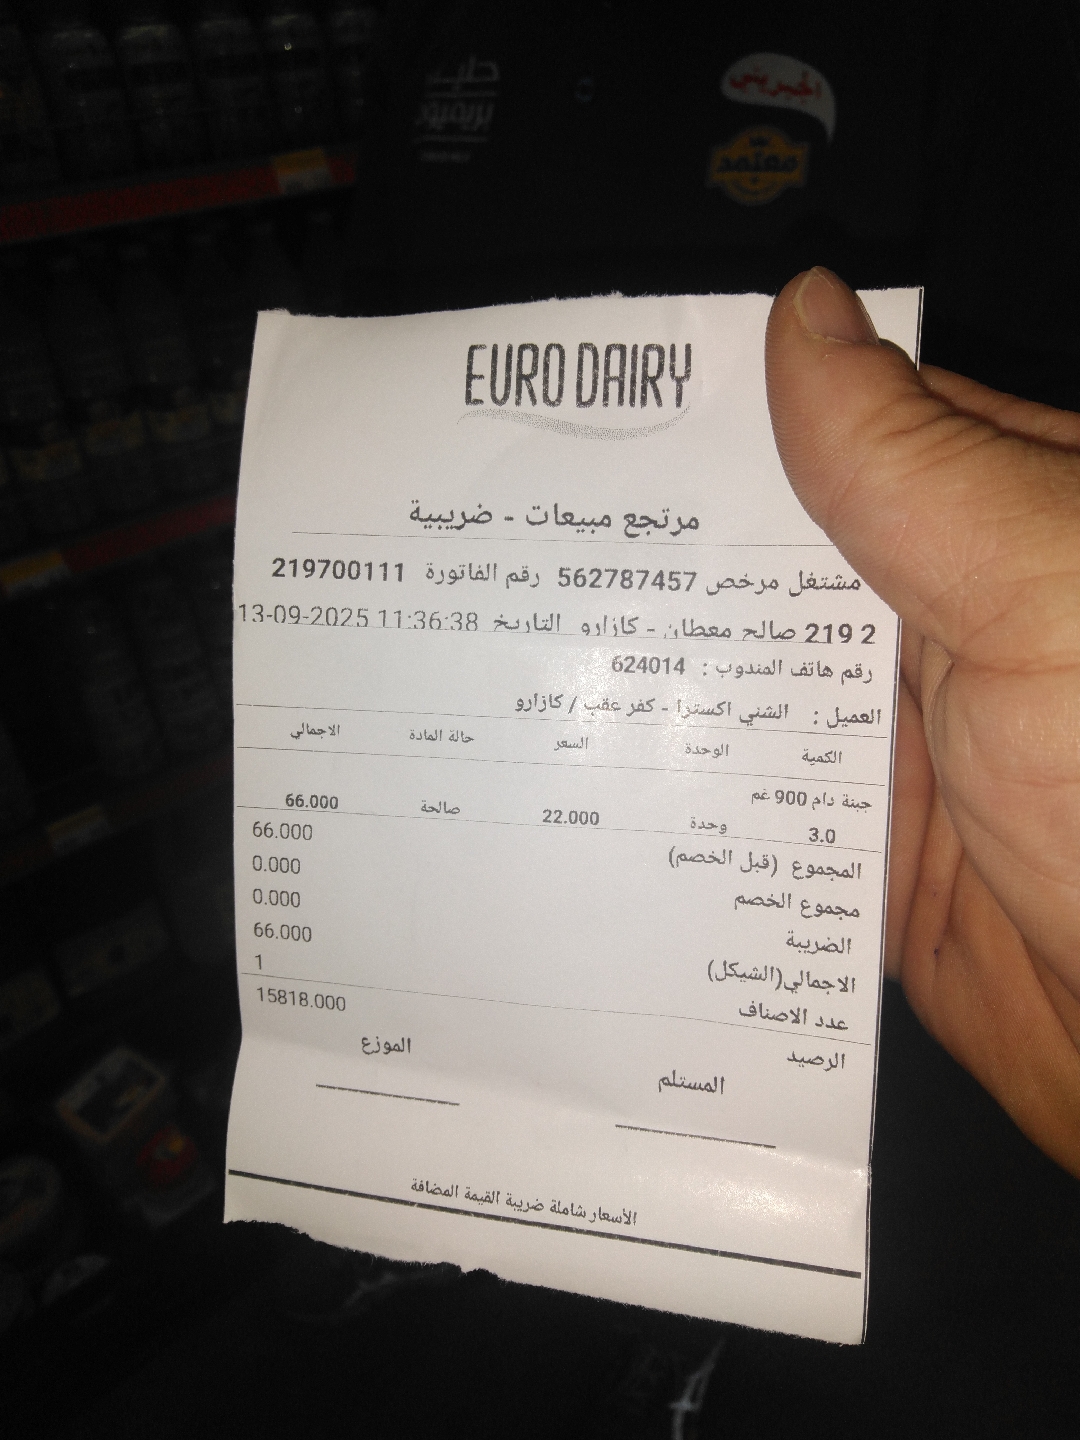 حليب
بريميوم
الجبريني
معتمد
EURO DAIRY
مرتجع مبيعات - ضريبية
مشتغل مرخص 562787457 رقم الفاتورة 219700111
219 2 صالح معطان - كازارو التاريخ 13-09-2025 11:36:38
رقم هاتف المندوب : 624014
العميل : الشني اكسترا - كفر عقب / كازارو
الكمية الوحدة السعر حالة المادة الاجمالي
جبنة دام 900 غم
3.0 وحدة 22.000 صالحة 66.000
المجموع (قبل الخصم) 66.000
مجموع الخصم 0.000
الضريبة 0.000
الاجمالي(الشيكل) 66.000
عدد الاصناف 1
الرصيد 15818.000
المستلم الموزع
الأسعار شاملة ضريبة القيمة المضافة